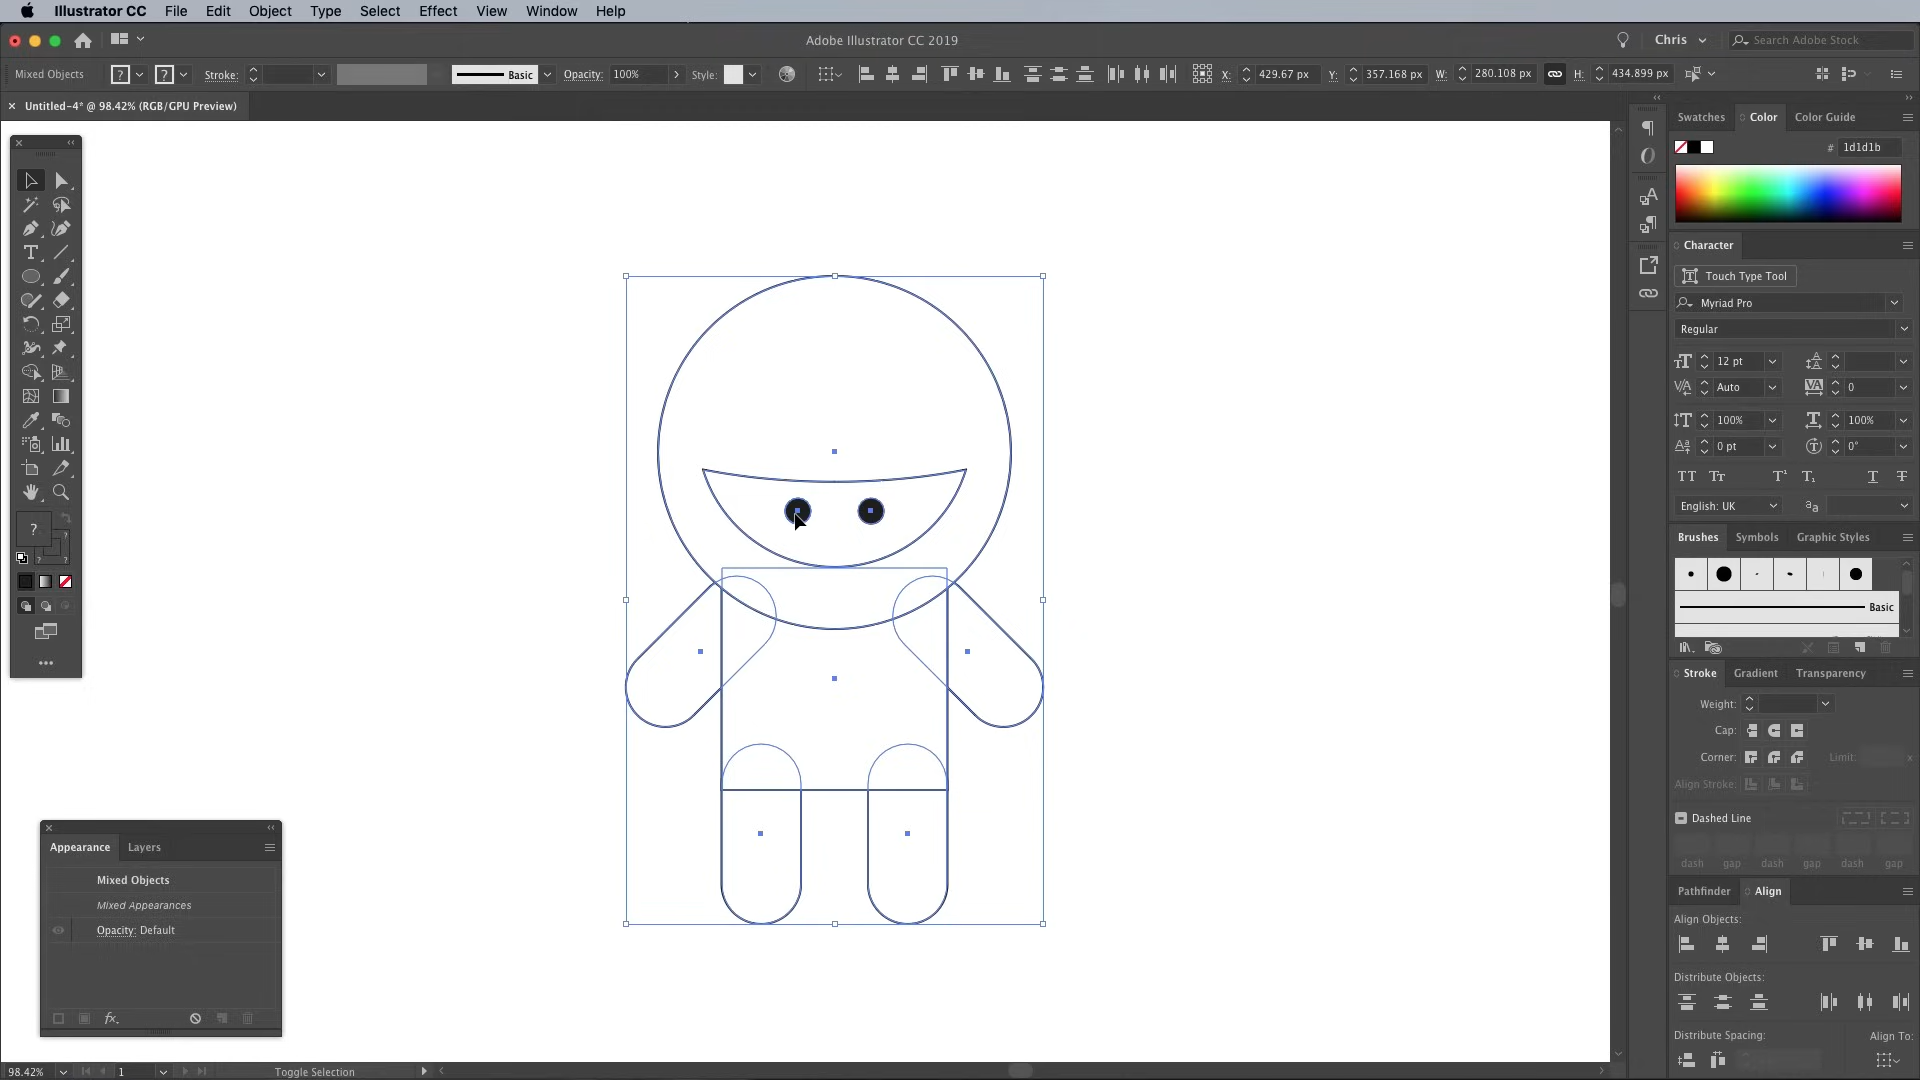 Illustrator CC File Edit Object Type Select Effect View Window Help
Adobe Illustrator CC 2019
Chris
Search Adobe Stock
Mixed Objects
? ? Stroke: Basic Opacity: 100% Style: X: 429.67 px Y: 357.168 px W: 280.108 px H: 434.899 px
Untitled-4* @ 98.42% (RGB/GPU Preview)
Swatches Color Color Guide
# 1d1d1b
Character
Touch Type Tool
Myriad Pro
Regular
12 pt
Auto 0
100% 100%
0 pt 0°
English: UK
Brushes Symbols Graphic Styles
Basic
Stroke Gradient Transparency
Weight:
Cap:
Corner: Limit: x
Align Stroke:
Dashed Line
dash gap dash gap dash gap
Pathfinder Align
Align Objects:
Distribute Objects:
Distribute Spacing: Align To:
?
Appearance Layers
Mixed Objects
Mixed Appearances
Opacity: Default
fx
98.42% 1 Toggle Selection